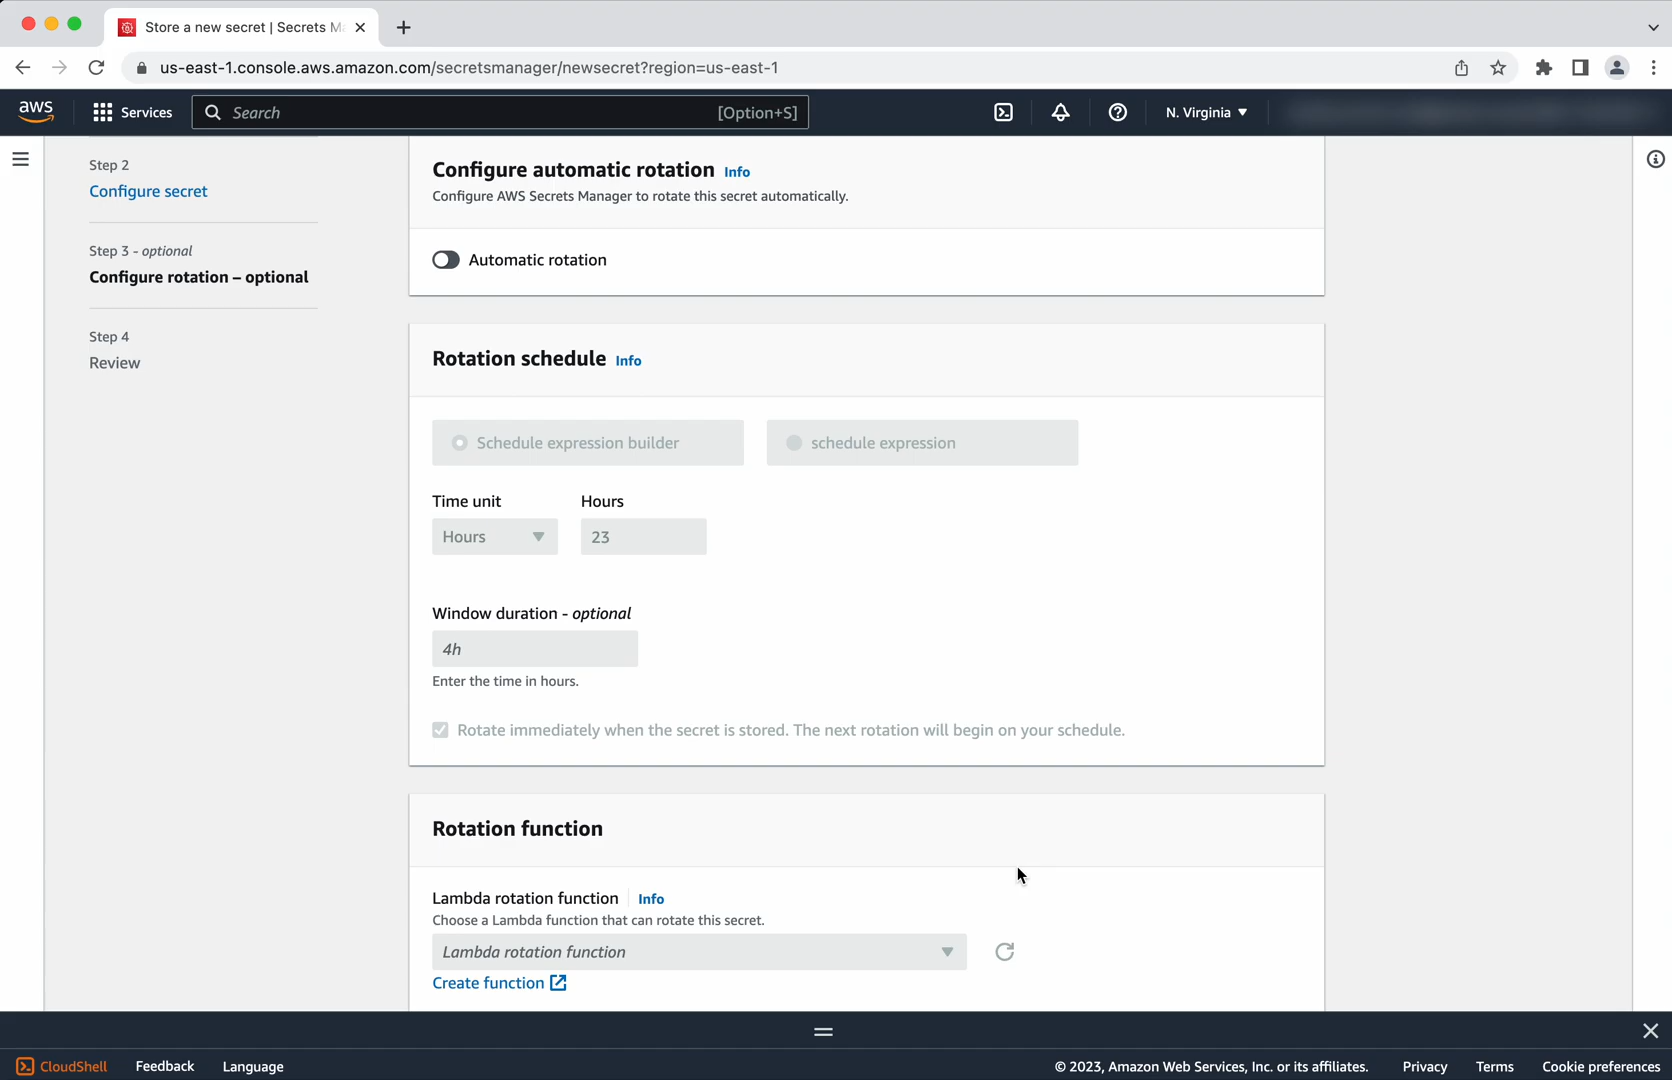 Store a new secret | Secrets Ma
us-east-1.console.aws.amazon.com/secretsmanager/newsecret?region=us-east-1
aws
Services
Search
[Option+S]
N. Virginia
Step 2
Configure secret
Step 3 - optional
Configure rotation – optional
Step 4
Review
Configure automatic rotation Info
Configure AWS Secrets Manager to rotate this secret automatically.
Automatic rotation
Rotation schedule Info
Schedule expression builder
schedule expression
Time unit
Hours
Hours
23
Window duration - optional
4h
Enter the time in hours.
Rotate immediately when the secret is stored. The next rotation will begin on your schedule.
Rotation function
Lambda rotation function Info
Choose a Lambda function that can rotate this secret.
Lambda rotation function
Create function
CloudShell
Feedback
Language
© 2023, Amazon Web Services, Inc. or its affiliates.
Privacy
Terms
Cookie preferences